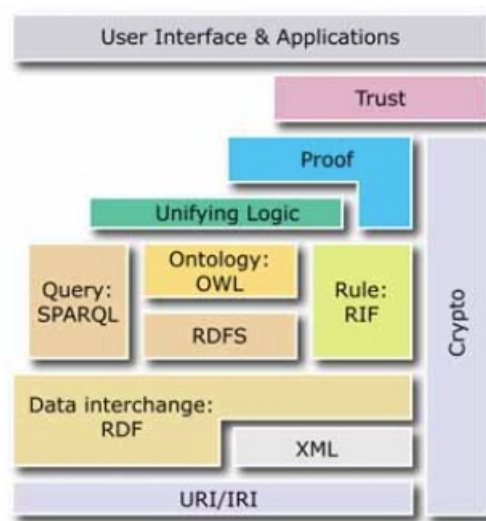 User Interface & Applications
Trust
Proof
Unifying Logic
Query:
SPARQL
Ontology:
OWL
RDFS
Rule:
RIF
Crypto
Data interchange:
RDF
XML
URI/IRI